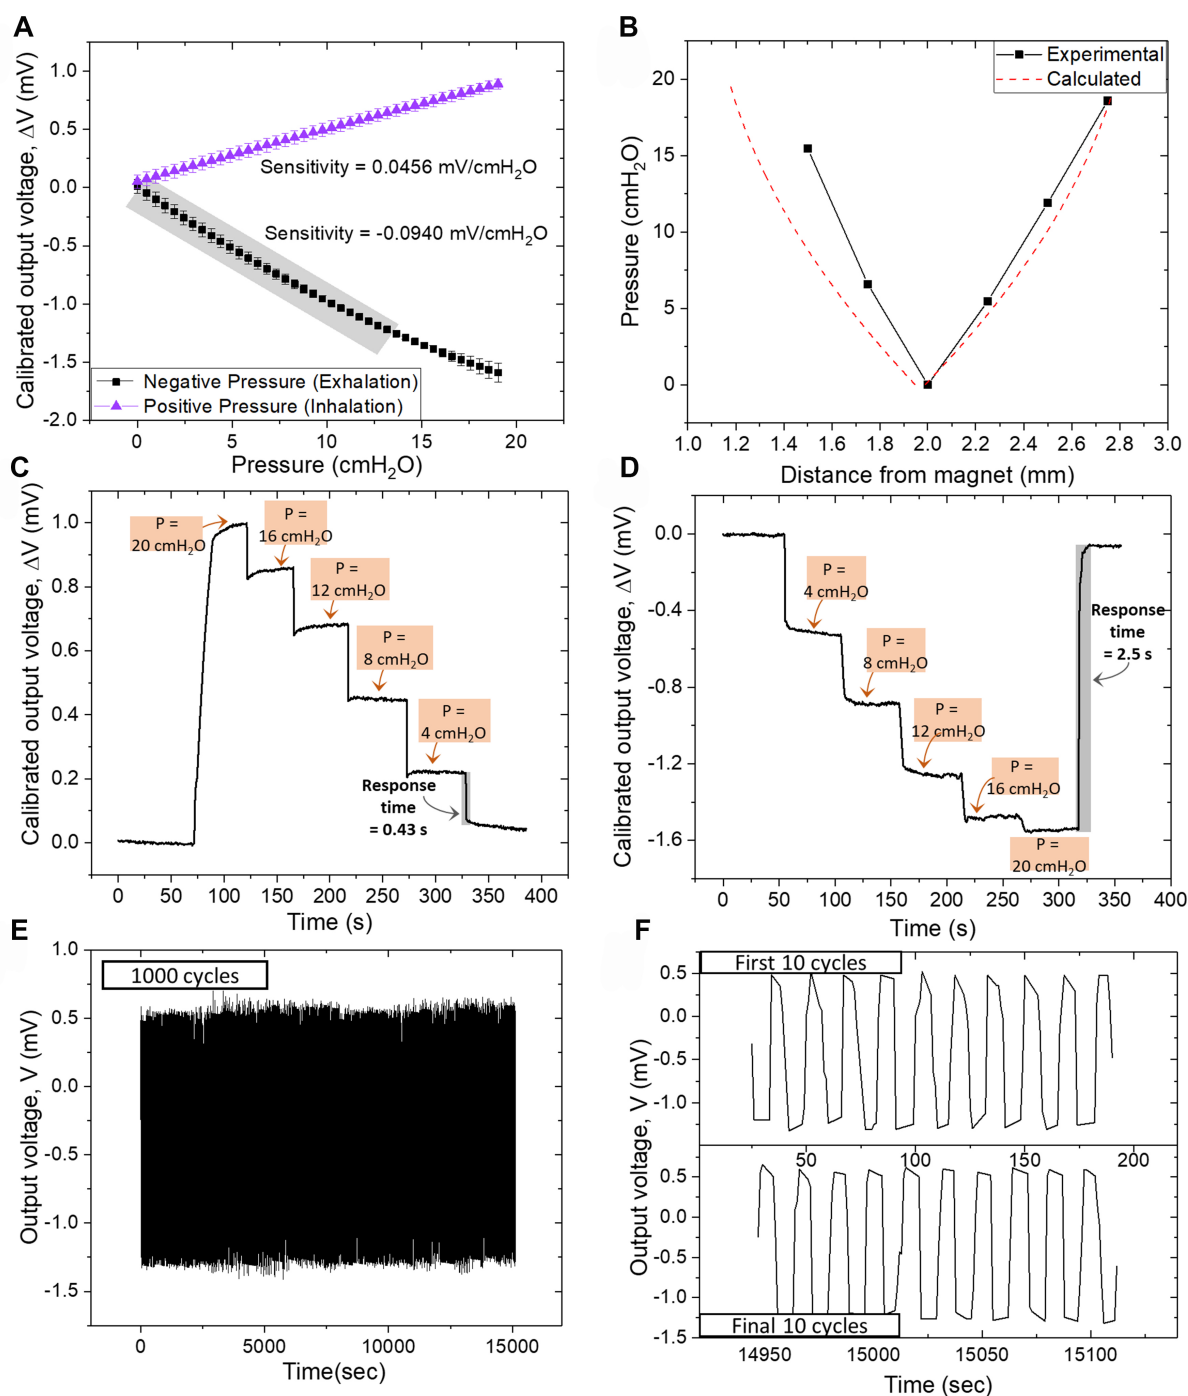 A
Calibrated output voltage, ΔV (mV)
1.0
0.5
0.0
-0.5
-1.0
-1.5
-2.0
Sensitivity = 0.0456 mV/cmH₂O
Sensitivity = -0.0940 mV/cmH₂O
Negative Pressure (Exhalation)
Positive Pressure (Inhalation)
0 5 10 15 20
Pressure (cmH₂O)
B
Pressure (cmH₂O)
20
15
10
5
0
Experimental
Calculated
1.0 1.2 1.4 1.6 1.8 2.0 2.2 2.4 2.6 2.8 3.0
Distance from magnet (mm)
C
Calibrated output voltage, ΔV (mV)
1.0
0.8
0.6
0.4
0.2
0.0
P =
20 cmH₂O
P =
16 cmH₂O
P =
12 cmH₂O
P =
8 cmH₂O
P =
4 cmH₂O
Response
time
= 0.43 s
0 50 100 150 200 250 300 350 400
Time (s)
D
Calibrated output voltage, ΔV (mV)
0.0
-0.4
-0.8
-1.2
-1.6
P =
4 cmH₂O
P =
8 cmH₂O
P =
12 cmH₂O
P =
16 cmH₂O
P =
20 cmH₂O
Response
time
= 2.5 s
0 50 100 150 200 250 300 350 400
Time (s)
E
Output voltage, V (mV)
1.0
0.5
0.0
-0.5
-1.0
-1.5
1000 cycles
0 5000 10000 15000
Time(sec)
F
Output voltage, V (mV)
First 10 cycles
0.5
0.0
-0.5
-1.0
50 100 150 200
0.5
0.0
-0.5
-1.0
-1.5
Final 10 cycles
14950 15000 15050 15100
Time (sec)